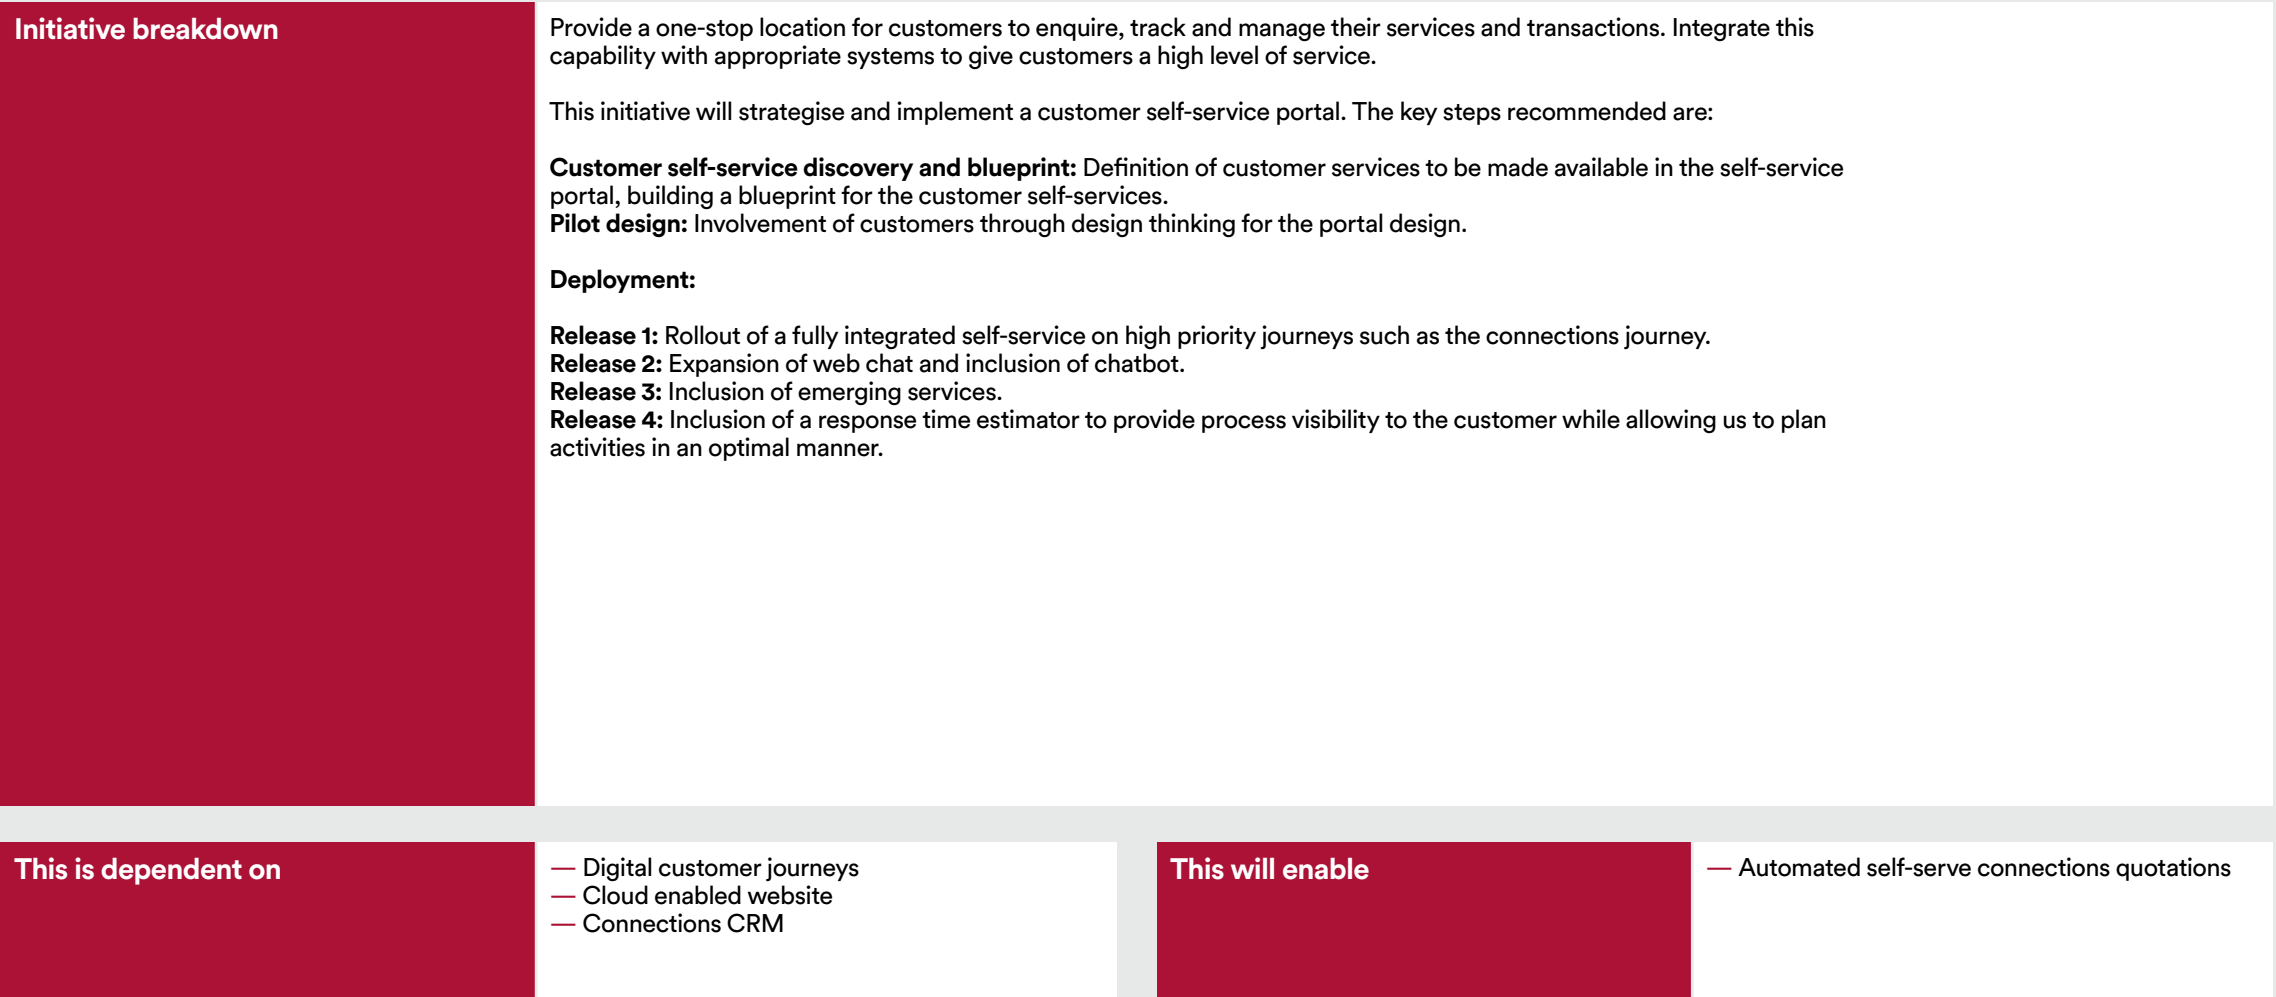 Initiative breakdown
Provide a one-stop location for customers to enquire, track and manage their services and transactions. Integrate this
capability with appropriate systems to give customers a high level of service.
This initiative will strategise and implement a customer self-service portal. The key steps recommended are:
Customer self-service discovery and blueprint: Definition of customer services to be made available in the self-service
portal, building a blueprint for the customer self-services.
Pilot design: Involvement of customers through design thinking for the portal design.
Deployment:
Release 1: Rollout of a fully integrated self-service on high priority journeys such as the connections journey.
Release 2: Expansion of web chat and inclusion of chatbot.
Release 3: Inclusion of emerging services.
Release 4: Inclusion of a response time estimator to provide process visibility to the customer while allowing us to plan
activities in an optimal manner.
This is dependent on
— Digital customer journeys
— Cloud enabled website
— Connections CRM
This will enable
— Automated self-serve connections quotations